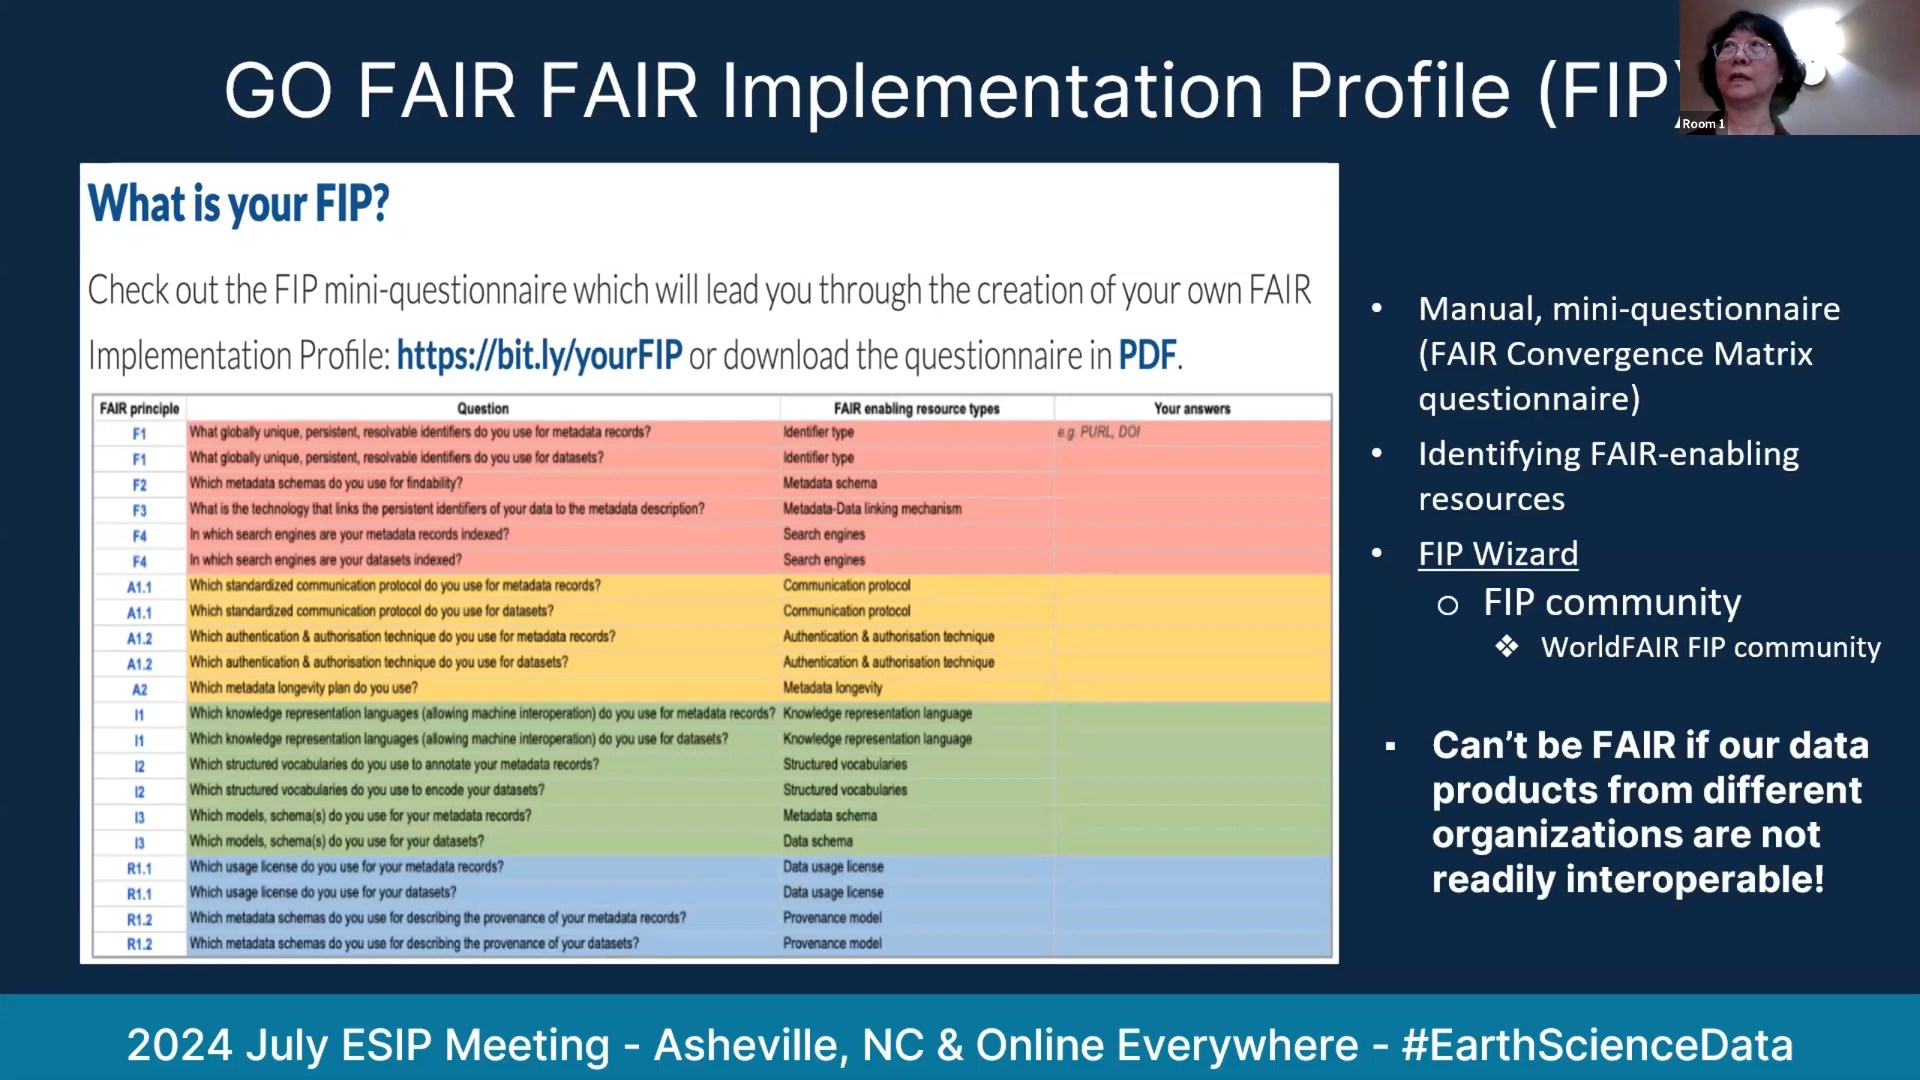 GO FAIR FAIR Implementation Profile (FIP)
Room 1
What is your FIP?
Check out the FIP mini-questionnaire which will lead you through the creation of your own FAIR
Implementation Profile: https://bit.ly/yourFIP or download the questionnaire in PDF.
FAIR principle Question FAIR enabling resource types Your answers
F1 What globally unique, persistent, resolvable identifiers do you use for metadata records? Identifier type e.g. PURL, DOI
F1 What globally unique, persistent, resolvable identifiers do you use for datasets? Identifier type
F2 Which metadata schemas do you use for findability? Metadata schema
F3 What is the technology that links the persistent identifiers of your data to the metadata description? Metadata-Data linking mechanism
F4 In which search engines are your metadata records indexed? Search engines
F4 In which search engines are your datasets indexed? Search engines
A1.1 Which standardized communication protocol do you use for metadata records? Communication protocol
A1.1 Which standardized communication protocol do you use for datasets? Communication protocol
A1.2 Which authentication & authorisation technique do you use for metadata records? Authentication & authorisation technique
A1.2 Which authentication & authorisation technique do you use for datasets? Authentication & authorisation technique
A2 Which metadata longevity plan do you use? Metadata longevity
I1 Which knowledge representation languages (allowing machine interoperation) do you use for metadata records? Knowledge representation language
I1 Which knowledge representation languages (allowing machine interoperation) do you use for datasets? Knowledge representation language
I2 Which structured vocabularies do you use to annotate your metadata records? Structured vocabularies
I2 Which structured vocabularies do you use to encode your datasets? Structured vocabularies
I3 Which models, schema(s) do you use for your metadata records? Metadata schema
I3 Which models, schema(s) do you use for your datasets? Data schema
R1.1 Which usage license do you use for your metadata records? Data usage license
R1.1 Which usage license do you use for your datasets? Data usage license
R1.2 Which metadata schemas do you use for describing the provenance of your metadata records? Provenance model
R1.2 Which metadata schemas do you use for describing the provenance of your datasets? Provenance model
• Manual, mini-questionnaire
(FAIR Convergence Matrix
questionnaire)
• Identifying FAIR-enabling
resources
• FIP Wizard
o FIP community
❖ WorldFAIR FIP community
▪ Can't be FAIR if our data
products from different
organizations are not
readily interoperable!
2024 July ESIP Meeting - Asheville, NC & Online Everywhere - #EarthScienceData